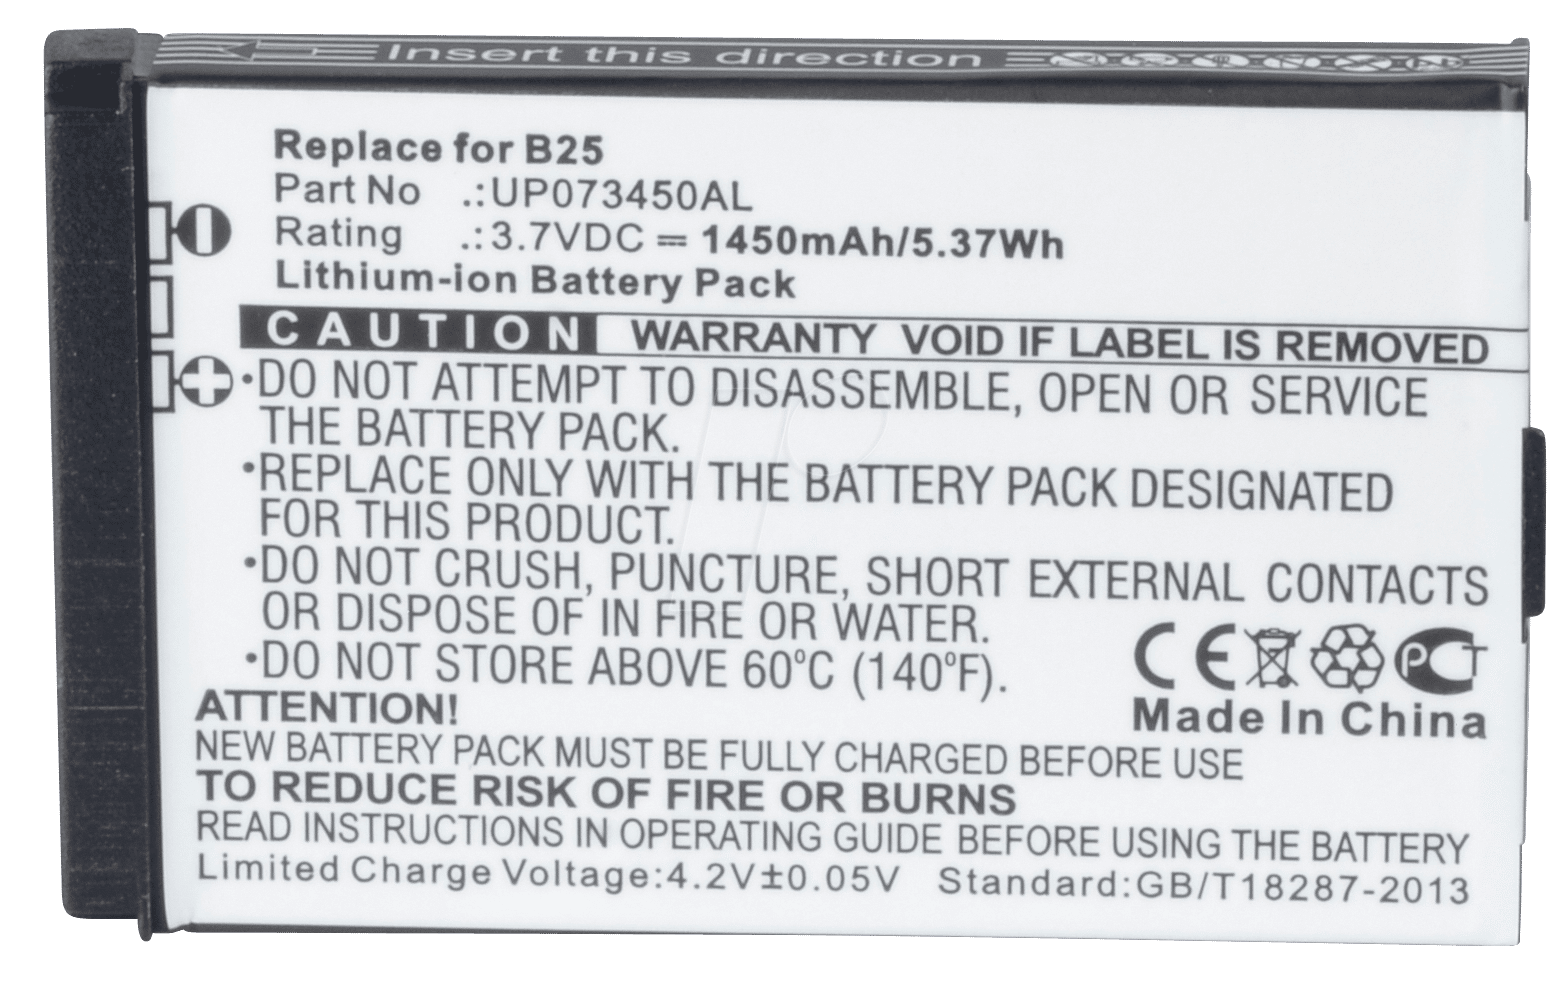 Insert this direction
Replace for B25
Part No .:UP073450AL
Rating .:3.7VDC ⎓ 1450mAh/5.37Wh
Lithium-ion Battery Pack
CAUTION WARRANTY VOID IF LABEL IS REMOVED
•DO NOT ATTEMPT TO DISASSEMBLE, OPEN OR SERVICE
THE BATTERY PACK.
•REPLACE ONLY WITH THE BATTERY PACK DESIGNATED
FOR THIS PRODUCT.
•DO NOT CRUSH, PUNCTURE, SHORT EXTERNAL CONTACTS
OR DISPOSE OF IN FIRE OR WATER.
•DO NOT STORE ABOVE 60°C (140°F).
CE PCT
Made In China
ATTENTION!
NEW BATTERY PACK MUST BE FULLY CHARGED BEFORE USE
TO REDUCE RISK OF FIRE OR BURNS
READ INSTRUCTIONS IN OPERATING GUIDE BEFORE USING THE BATTERY
Limited Charge Voltage:4.2V±0.05V Standard:GB/T18287-2013